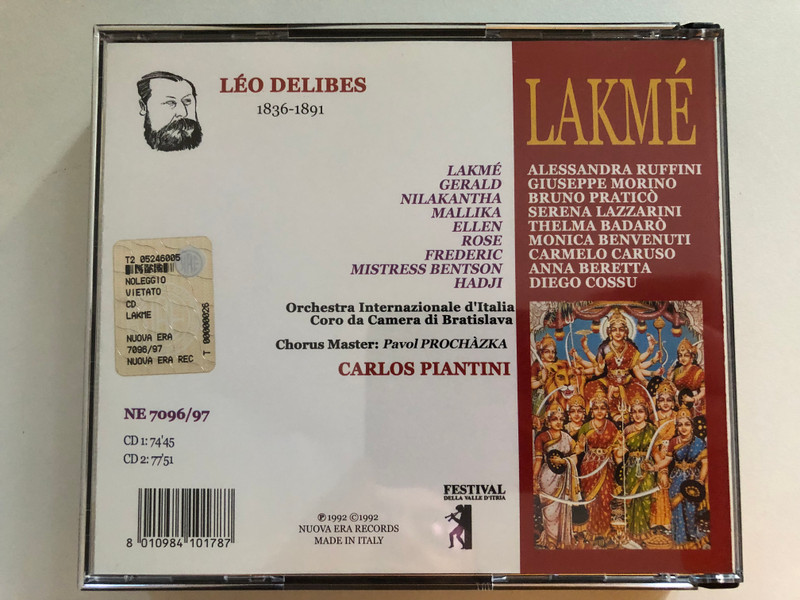 LÉO DELIBES
1836-1891
LAKMÉ
LAKMÉ ALESSANDRA RUFFINI
GERALD GIUSEPPE MORINO
NILAKANTHA BRUNO PRATICÒ
MALLIKA SERENA LAZZARINI
ELLEN THELMA BADARÒ
ROSE MONICA BENVENUTI
FREDERIC CARMELO CARUSO
MISTRESS BENTSON ANNA BERETTA
HADJI DIEGO COSSU
Orchestra Internazionale d'Italia
Coro da Camera di Bratislava
Chorus Master: Pavol PROCHÀZKA
CARLOS PIANTINI
T2 05246005
NOLEGGIO
VIETATO
CD
LAKME
NUOVA ERA
7096/97
NUOVA ERA REC
T 00000026
NE 7096/97
CD 1: 74'45
CD 2: 77'51
8 010984 101787
℗ 1992 © 1992
NUOVA ERA RECORDS
MADE IN ITALY
FESTIVAL
DELLA VALLE D'ITRIA